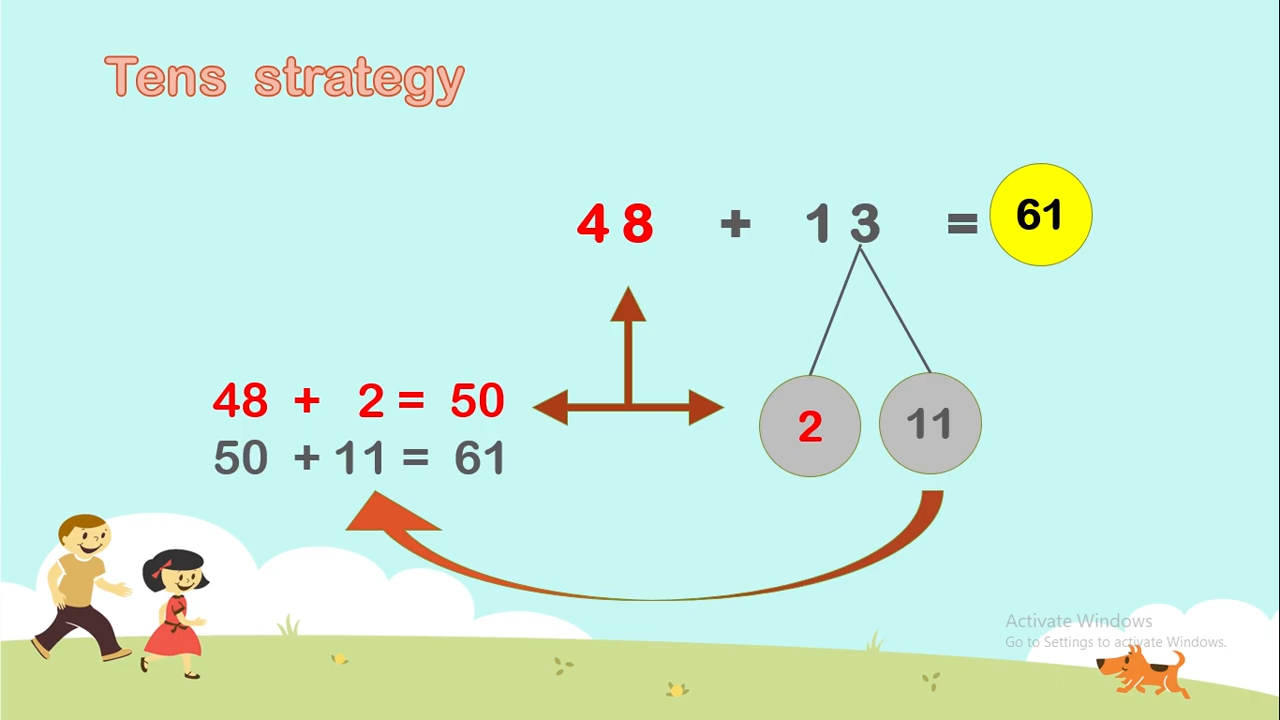 Tens strategy
48 + 13 = 61
2 11
48 + 2 = 50
50 + 11 = 61
Activate Windows
Go to Settings to activate Windows.